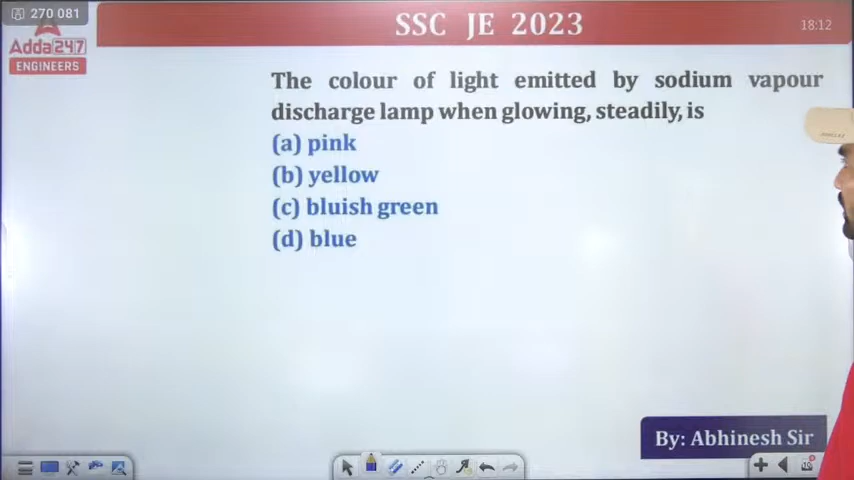 270 081
SSC JE 2023
18:12
Adda247
ENGINEERS
The colour of light emitted by sodium vapour
discharge lamp when glowing, steadily, is
(a) pink
(b) yellow
(c) bluish green
(d) blue
By: Abhinesh Sir